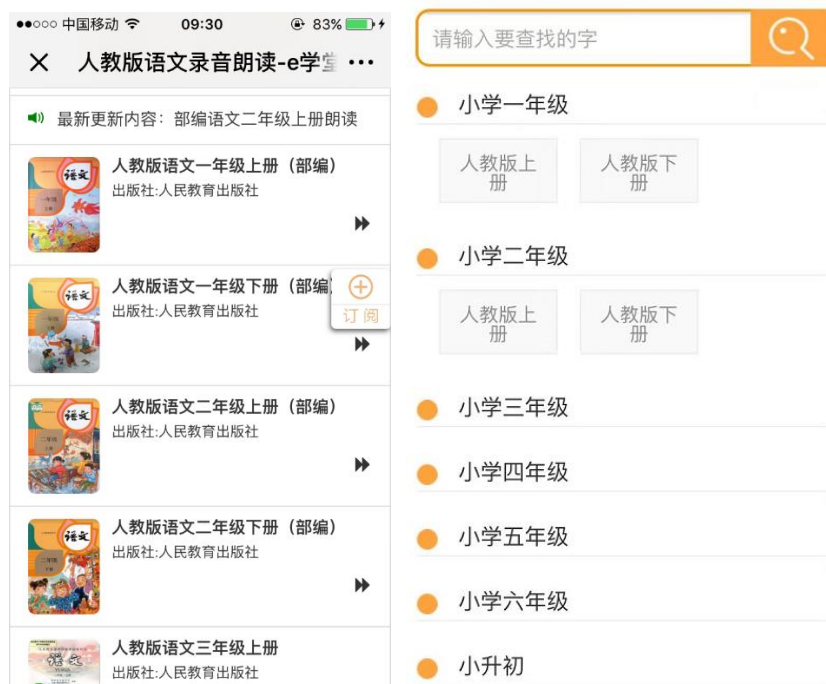 中国移动 09:30 83%
人教版语文录音朗读-e学堂
最新更新内容：部编语文二年级上册朗读
语文
人教版语文一年级上册（部编）
出版社:人民教育出版社
语文
人教版语文一年级下册（部编
出版社:人民教育出版社
订阅
语文
人教版语文二年级上册（部编）
出版社:人民教育出版社
语文
人教版语文二年级下册（部编）
出版社:人民教育出版社
语文
人教版语文三年级上册
出版社:人民教育出版社
请输入要查找的字
小学一年级
人教版上
册
人教版下
册
小学二年级
人教版上
册
人教版下
册
小学三年级
小学四年级
小学五年级
小学六年级
小升初